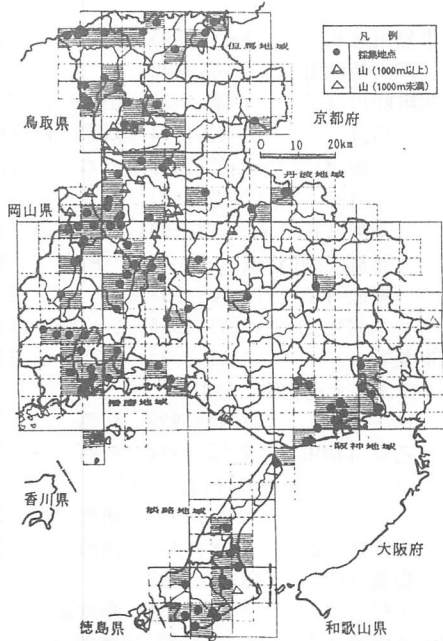 凡 例
採集地点
山（1000m以上）
山（1000m未満）
但馬地域
鳥取県
京都府
0 10 20km
丹波地域
岡山県
播磨地域
阪神地域
香川県
淡路地域
大阪府
徳島県
和歌山県